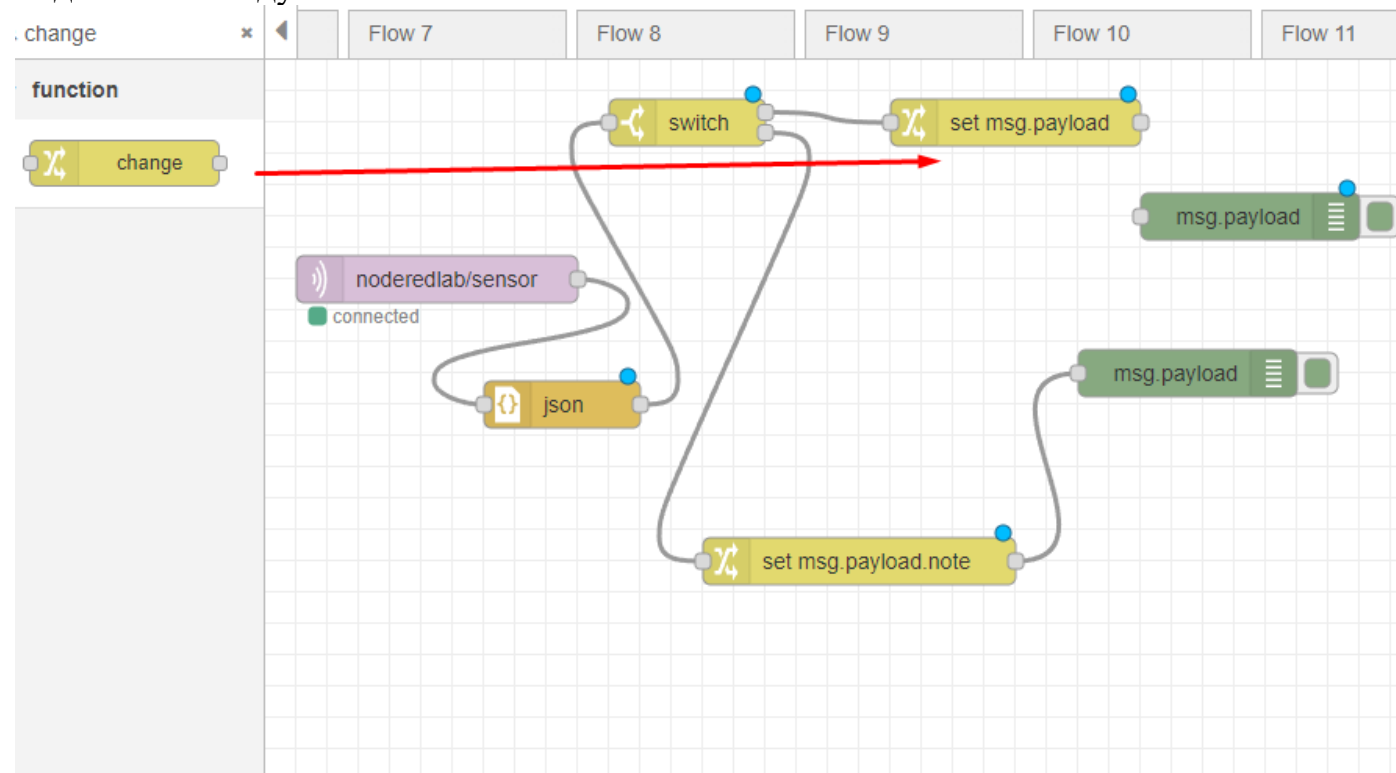 change
Flow 7
Flow 8
Flow 9
Flow 10
Flow 11
function
change
switch
set msg.payload
msg.payload
noderedlab/sensor
connected
json
msg.payload
set msg.payload.note